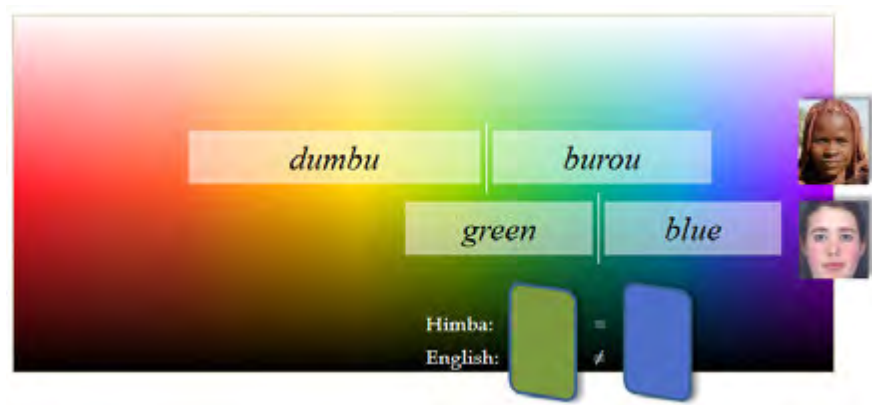 dumbu burou
green blue
Himba: =
English: ≠